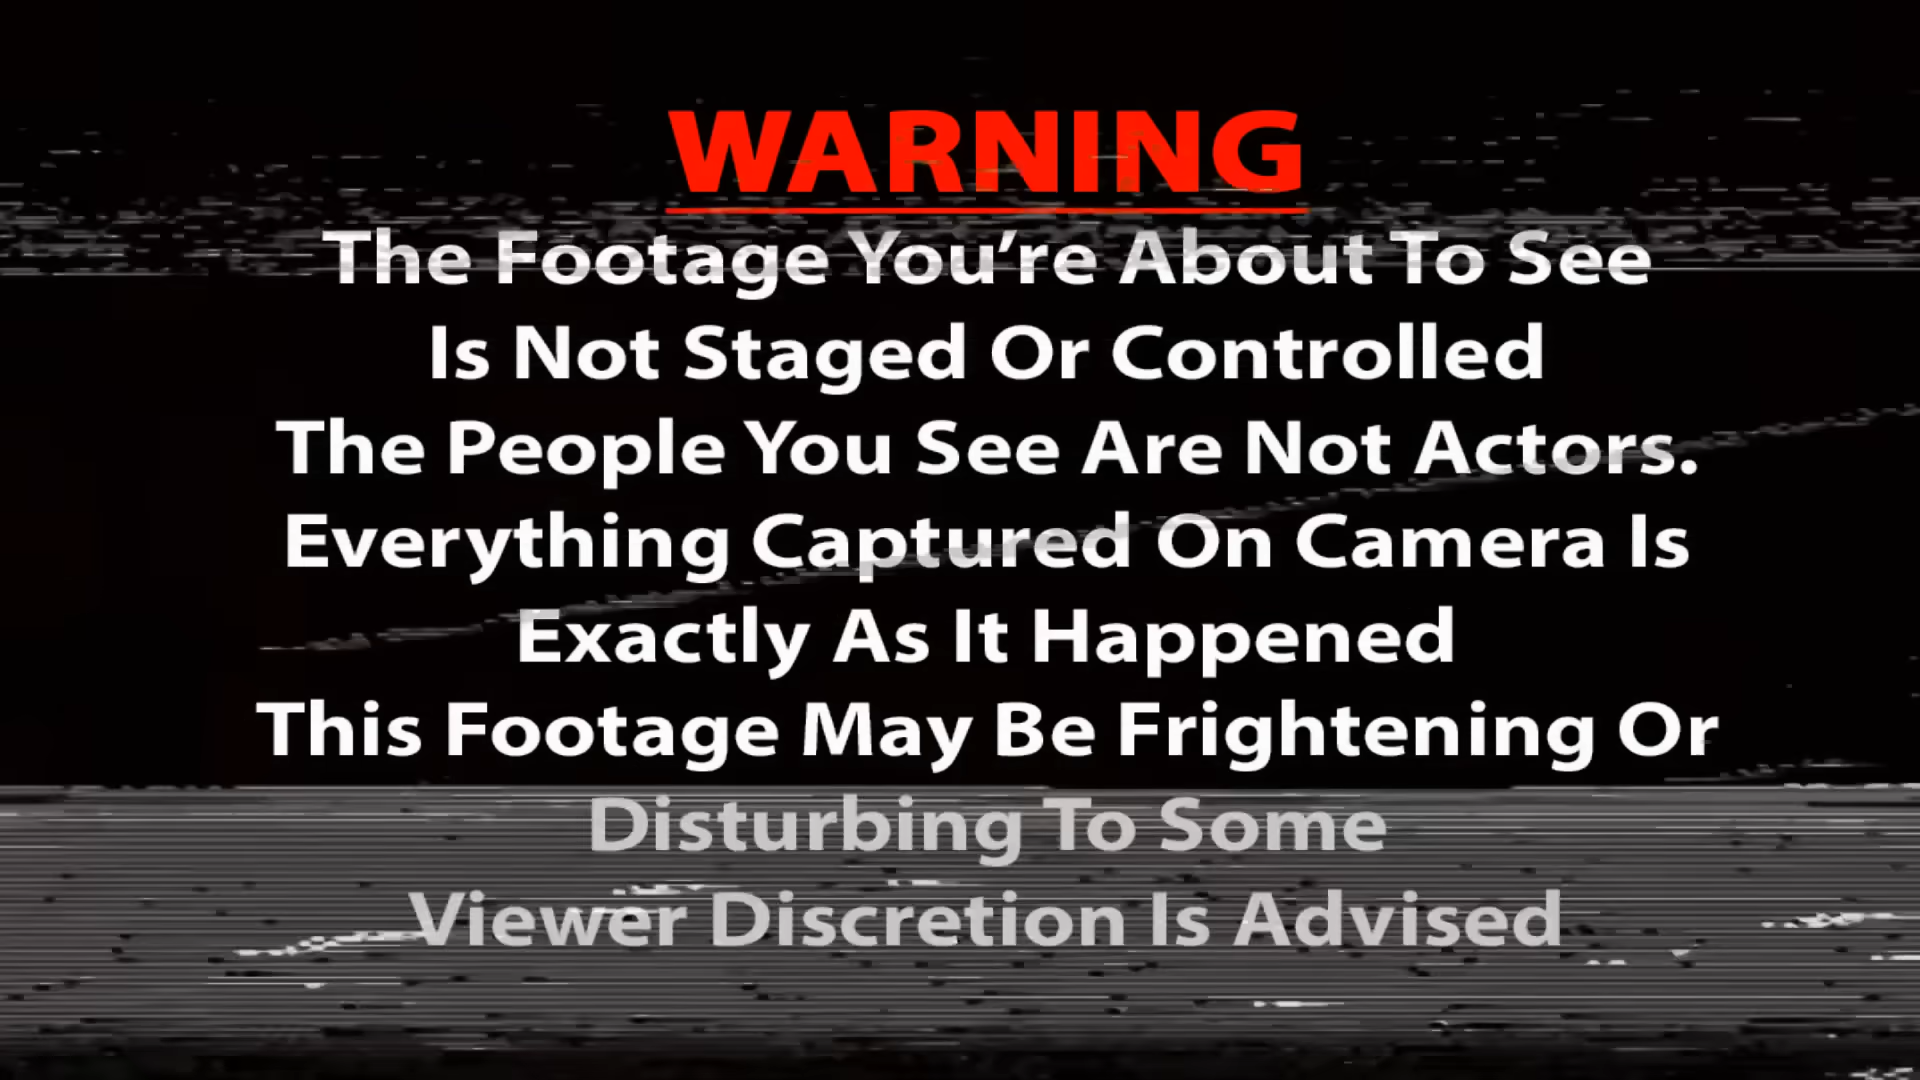 WARNING
The Footage You’re About To See
Is Not Staged Or Controlled
The People You See Are Not Actors.
Everything Captured On Camera Is
Exactly As It Happened
This Footage May Be Frightening Or
Disturbing To Some
Viewer Discretion Is Advised